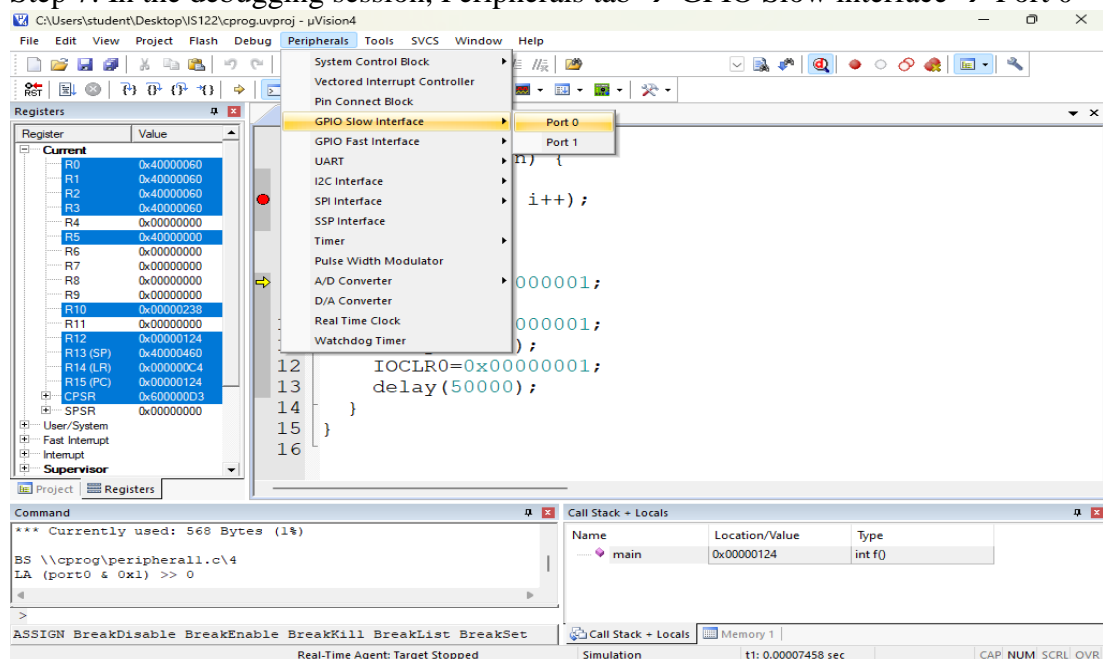 Step 7: In the debugging session, Peripherals tab → GPIO Slow Interface → Port 0
C:\Users\student\Desktop\IS122\cprog.uvproj - µVision4
File Edit View Project Flash Debug Peripherals Tools SVCS Window Help
RST
System Control Block
Vectored Interrupt Controller
Pin Connect Block
GPIO Slow Interface
GPIO Fast Interface
UART
I2C Interface
SPI Interface
SSP Interface
Timer
Pulse Width Modulator
A/D Converter
D/A Converter
Real Time Clock
Watchdog Timer
Port 0
Port 1
Registers
Register Value
Current
R0 0x40000060
R1 0x40000060
R2 0x40000060
R3 0x40000060
R4 0x00000000
R5 0x40000000
R6 0x00000000
R7 0x00000000
R8 0x00000000
R9 0x00000000
R10 0x00000238
R11 0x00000000
R12 0x00000124
R13 (SP) 0x40000460
R14 (LR) 0x000000C4
R15 (PC) 0x00000124
CPSR 0x600000D3
SPSR 0x00000000
User/System
Fast Interrupt
Interrupt
Supervisor
Project Registers
n) {
i++);
000001;
000001;
);
12 IOCLR0=0x00000001;
13 delay(50000);
14 }
15 }
16
Command
*** Currently used: 568 Bytes (1%)
BS \\cprog\peripheral1.c\4
LA (port0 & 0x1) >> 0
>
ASSIGN BreakDisable BreakEnable BreakKill BreakList BreakSet
Call Stack + Locals
Name Location/Value Type
main 0x00000124 int f()
Call Stack + Locals Memory 1
Real-Time Agent: Target Stopped Simulation t1: 0.00007458 sec CAP NUM SCRL OVR